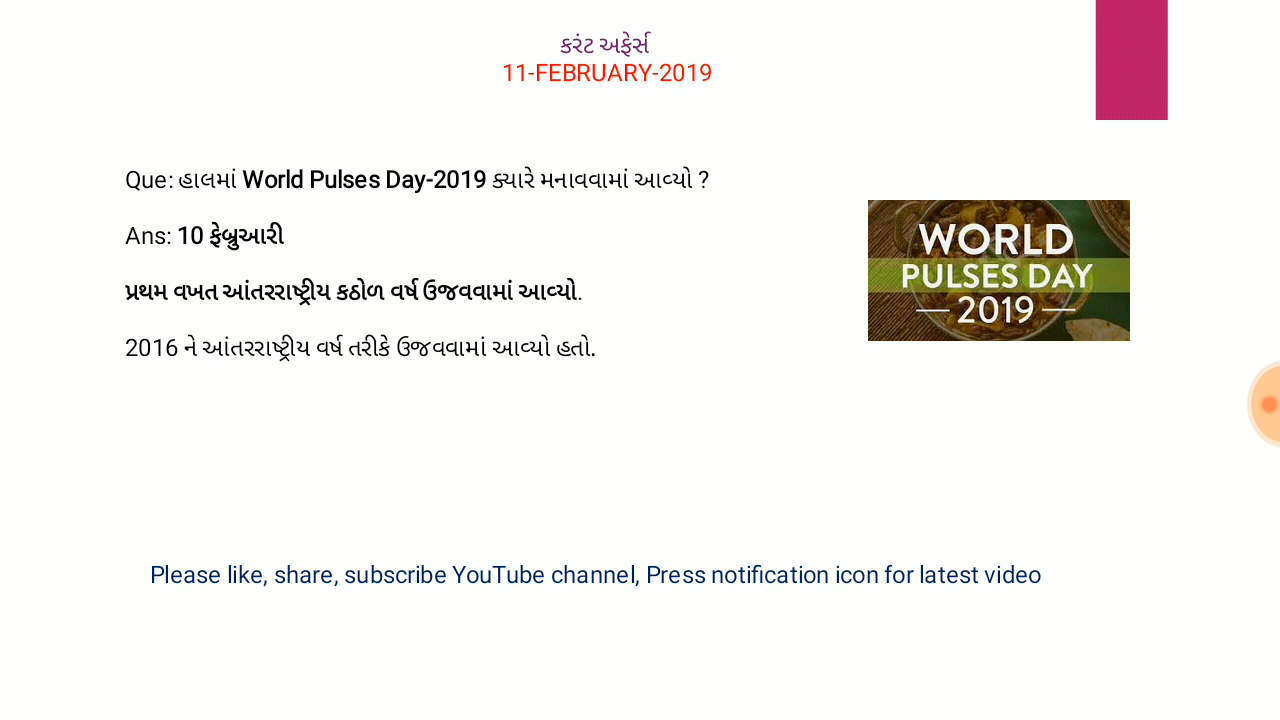 કરંટ અફેર્સ
11-FEBRUARY-2019
Que: હાલમાં World Pulses Day-2019 ક્યારે મનાવવામાં આવ્યો ?
Ans: 10 ફેબ્રુઆરી
પ્રથમ વખત આંતરરાષ્ટ્રીય કઠોળ વર્ષ ઉજવવામાં આવ્યો.
2016 ને આંતરરાષ્ટ્રીય વર્ષ તરીકે ઉજવવામાં આવ્યો હતો.
WORLD
PULSES DAY
— 2019 —
Please like, share, subscribe YouTube channel, Press notification icon for latest video